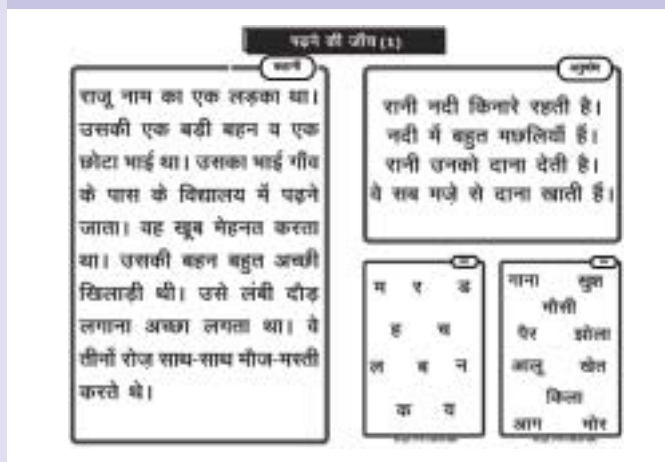 पढ़ने की जाँच (1)
कहानी
राजू नाम का एक लड़का था।
उसकी एक बड़ी बहन व एक
छोटा भाई था। उसका भाई गाँव
के पास के विद्यालय में पढ़ने
जाता। वह खूब मेहनत करता
था। उसकी बहन बहुत अच्छी
खिलाड़ी थी। उसे लंबी दौड़
लगाना अच्छा लगता था। वे
तीनों रोज़ साथ-साथ मौज-मस्ती
करते थे।
अनुच्छेद
रानी नदी किनारे रहती है।
नदी में बहुत मछलियाँ हैं।
रानी उनको दाना देती है।
वे सब मज़े से दाना खाती हैं।
म र ड
ह च
ल ब न
क
नाना खुश
मौसी
पैर झोला
आलू खेत
किला
आग मोर